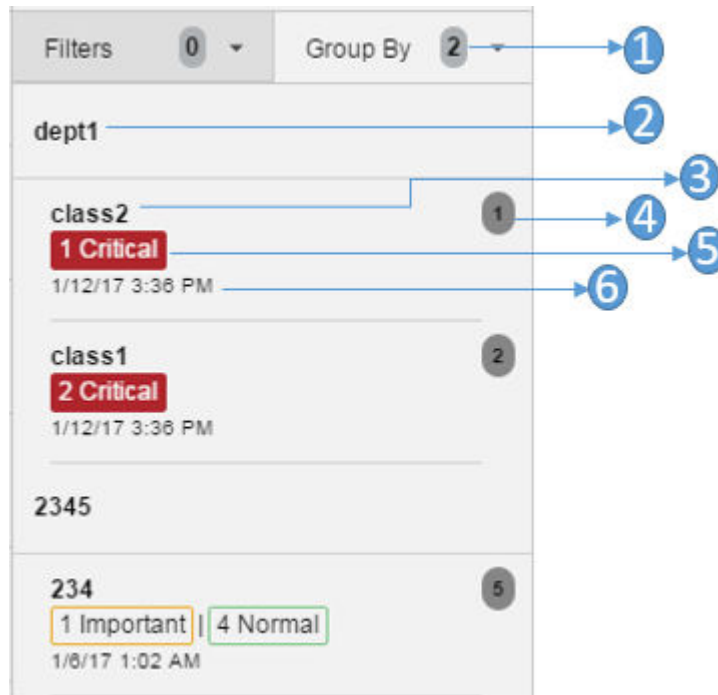 Filters 0 Group By 2 1
dept1 2
3
class2 1 4
1 Critical 5
1/12/17 3:36 PM 6
class1 2
2 Critical
1/12/17 3:36 PM
2345
234 5
1 Important | 4 Normal
1/6/17 1:02 AM